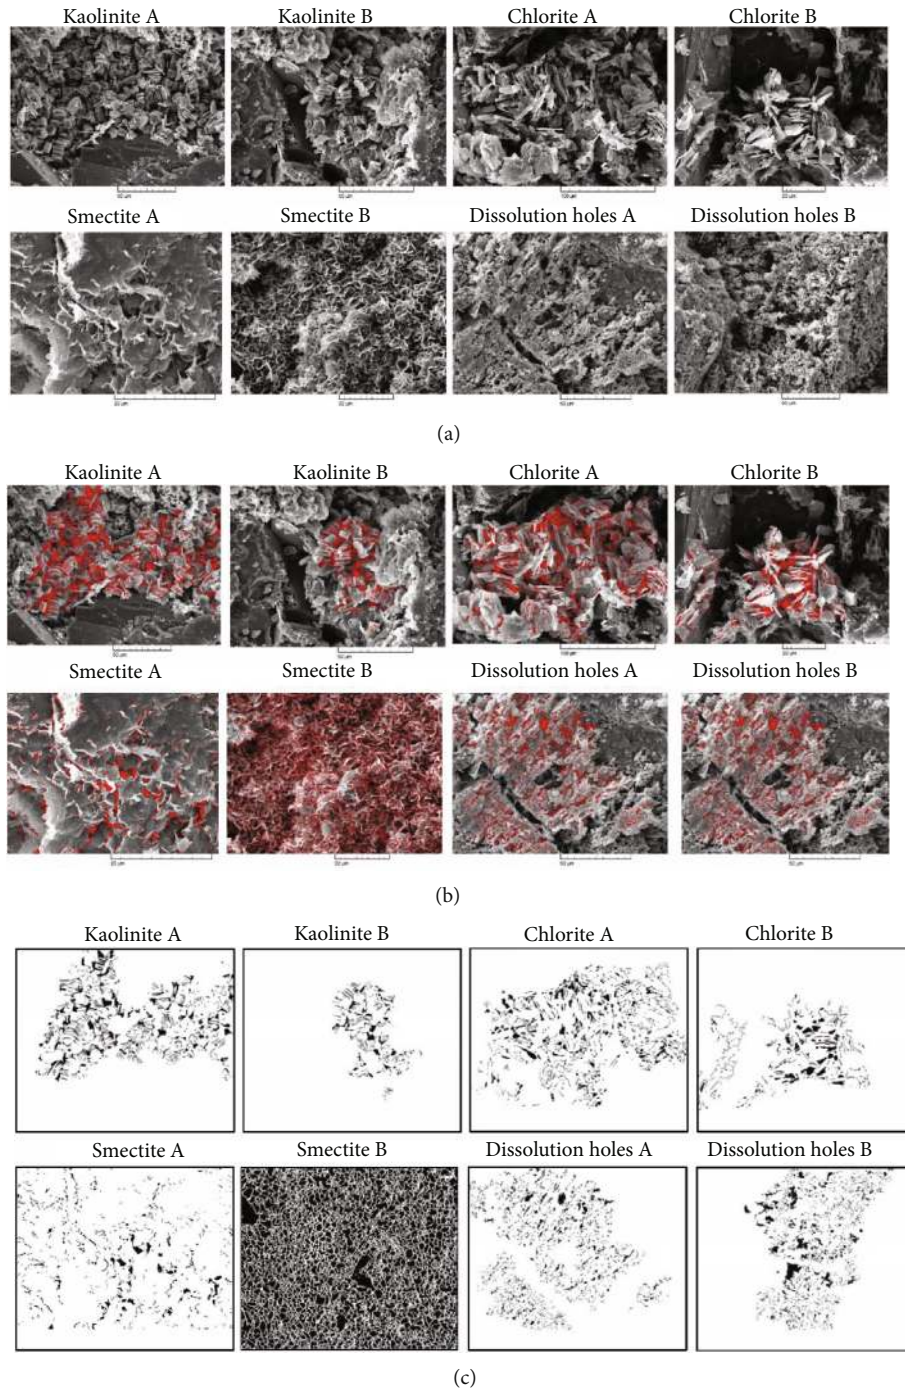 Kaolinite A Kaolinite B Chlorite A Chlorite B
Smectite A Smectite B Dissolution holes A Dissolution holes B
(a)
Kaolinite A Kaolinite B Chlorite A Chlorite B
Smectite A Smectite B Dissolution holes A Dissolution holes B
(b)
Kaolinite A Kaolinite B Chlorite A Chlorite B
Smectite A Smectite B Dissolution holes A Dissolution holes B
(c)